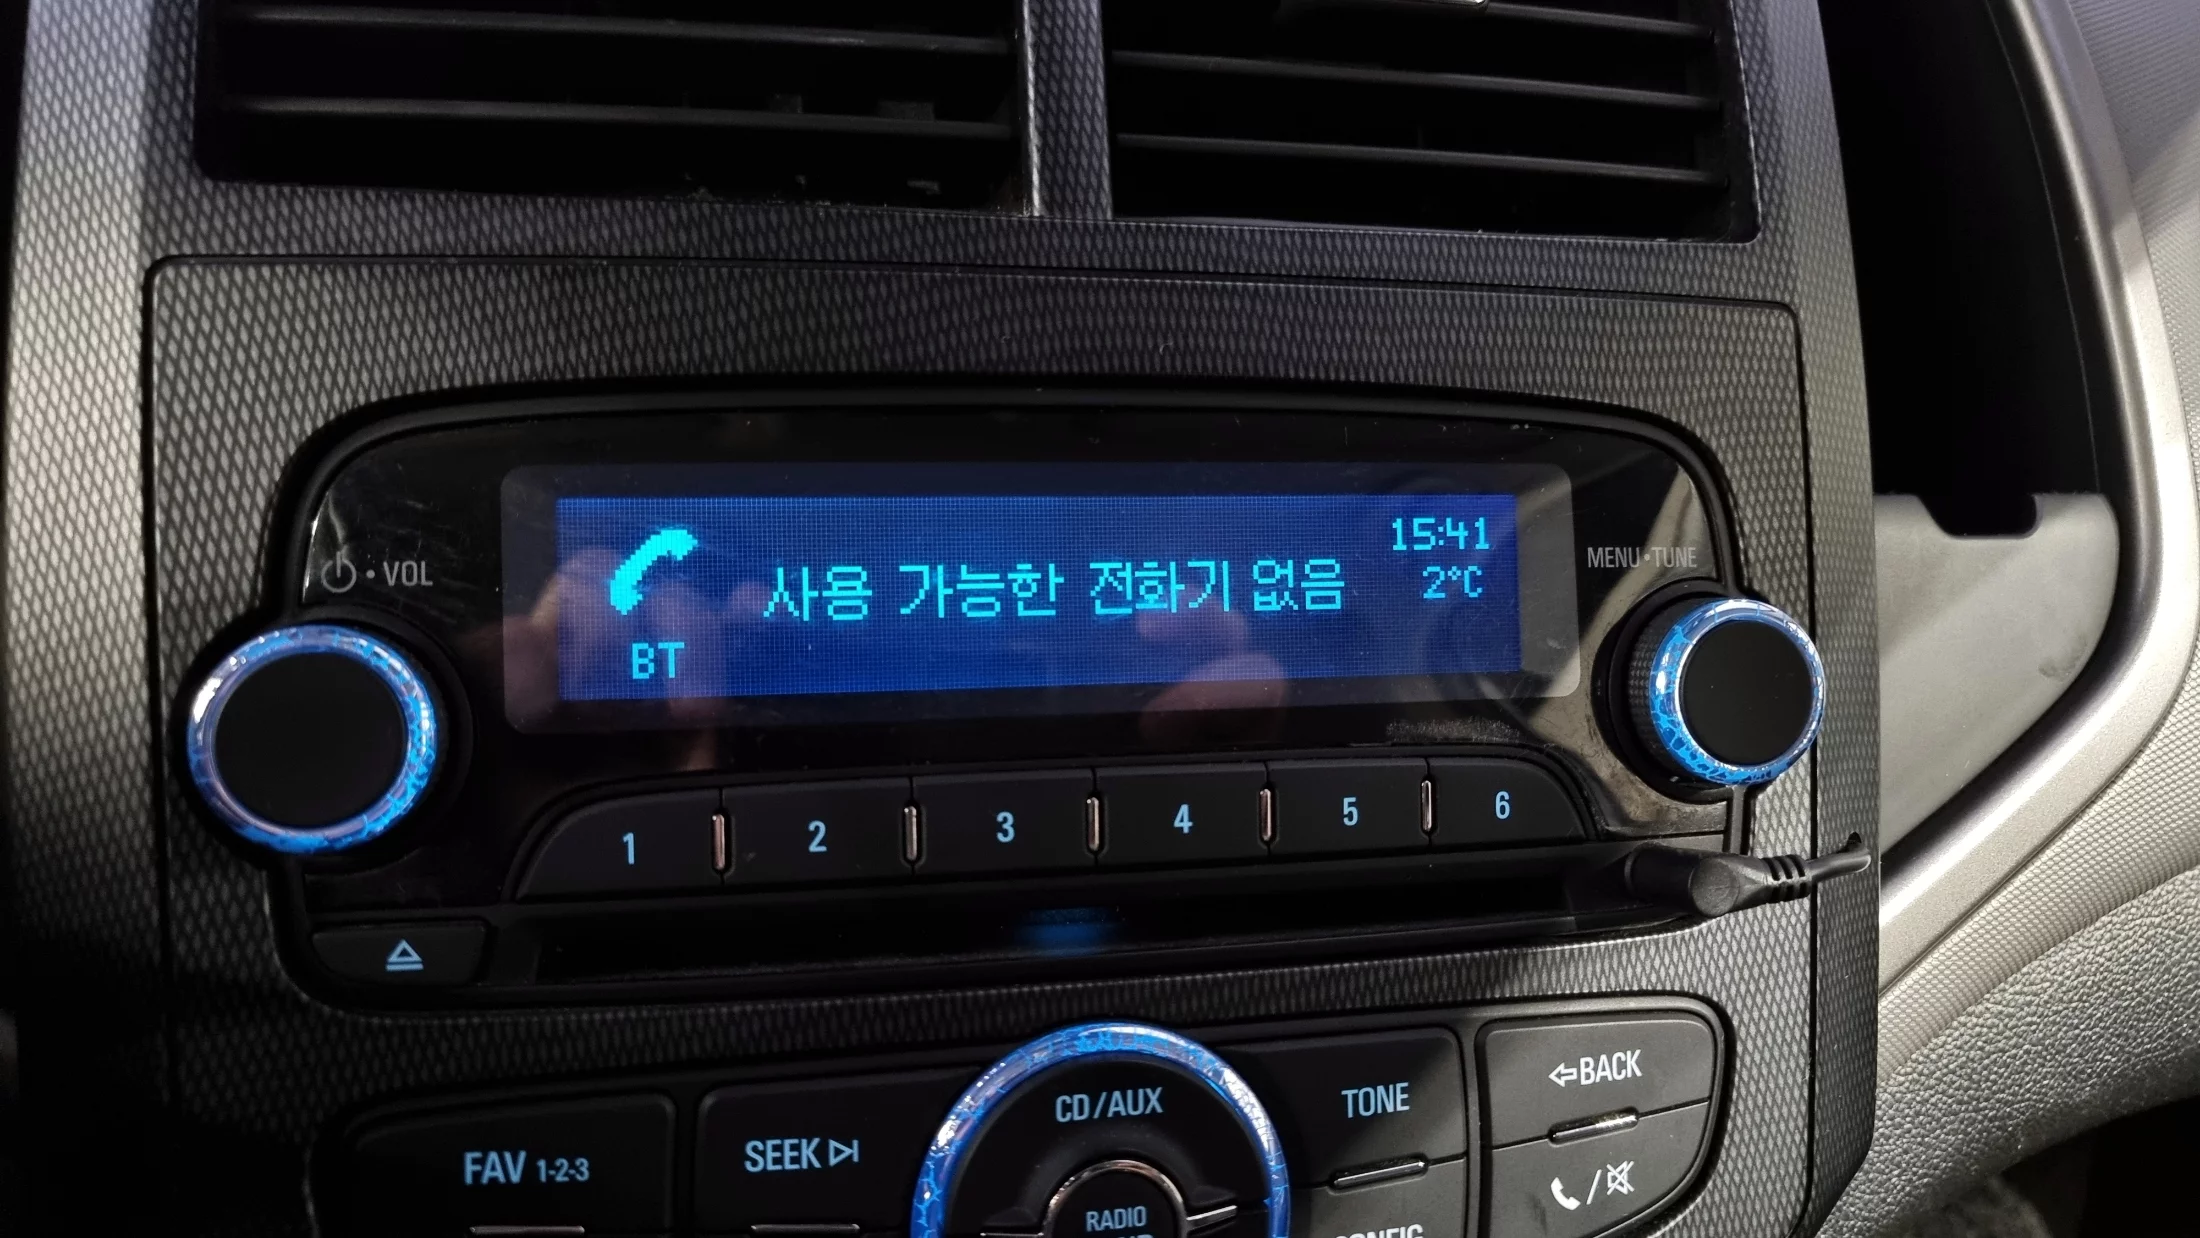 15:41
사용 가능한 전화기 없음
2°C
BT
VOL
MENU•TUNE
1
2
3
4
5
6
CD/AUX
TONE
BACK
FAV 1-2-3
SEEK
/
RADIO
CONFIG